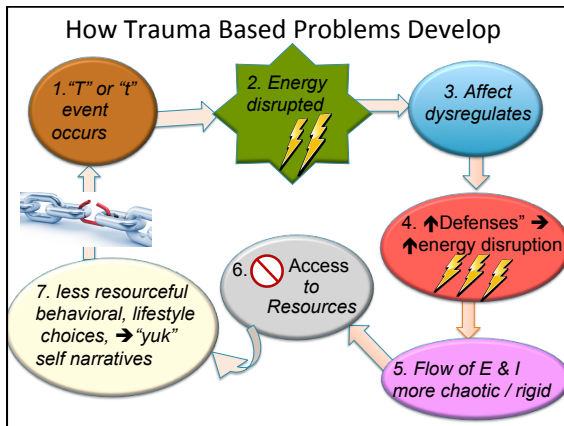 How Trauma Based Problems Develop
1.“T” or “t”
event
occurs
2. Energy
disrupted
3. Affect
dysregulates
4. ↑Defenses” →
↑energy disruption
5. Flow of E & I
more chaotic / rigid
6. Access
to
Resources
7. less resourceful
behavioral, lifestyle
choices, →“yuk”
self narratives